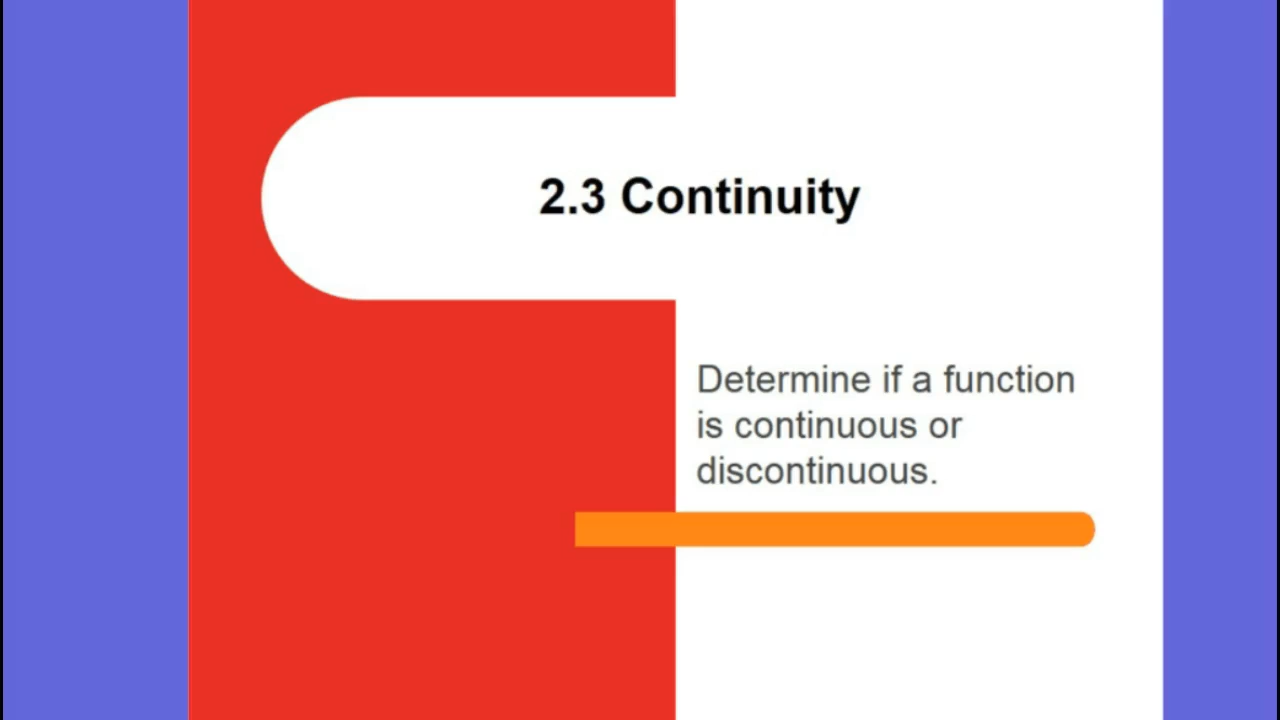 2.3 Continuity
Determine if a function
is continuous or
discontinuous.